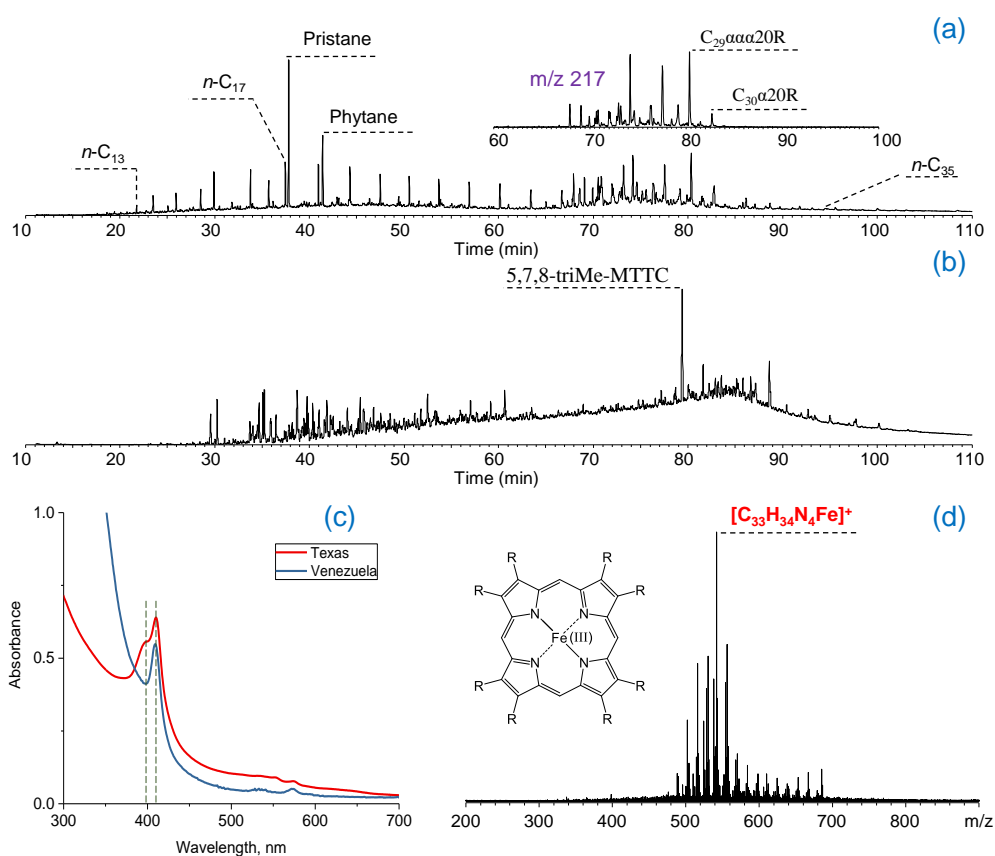 (a)
Pristane
n-C₁₇
Phytane
n-C₁₃
m/z 217
C₂₉ααα20R
C₃₀α20R
60 70 80 90 100
n-C₃₅
10 20 30 40 50 60 70 80 90 100 110
Time (min)
(b)
5,7,8-triMe-MTTC
10 20 30 40 50 60 70 80 90 100 110
Time (min)
(c)
Texas
Venezuela
1.0
0.5
0.0
Absorbance
300 400 500 600 700
Wavelength, nm
(d)
[C₃₃H₃₄N₄Fe]⁺
R R
R R
N N
Fe(III)
N N
R R
R R
200 300 400 500 600 700 800 m/z